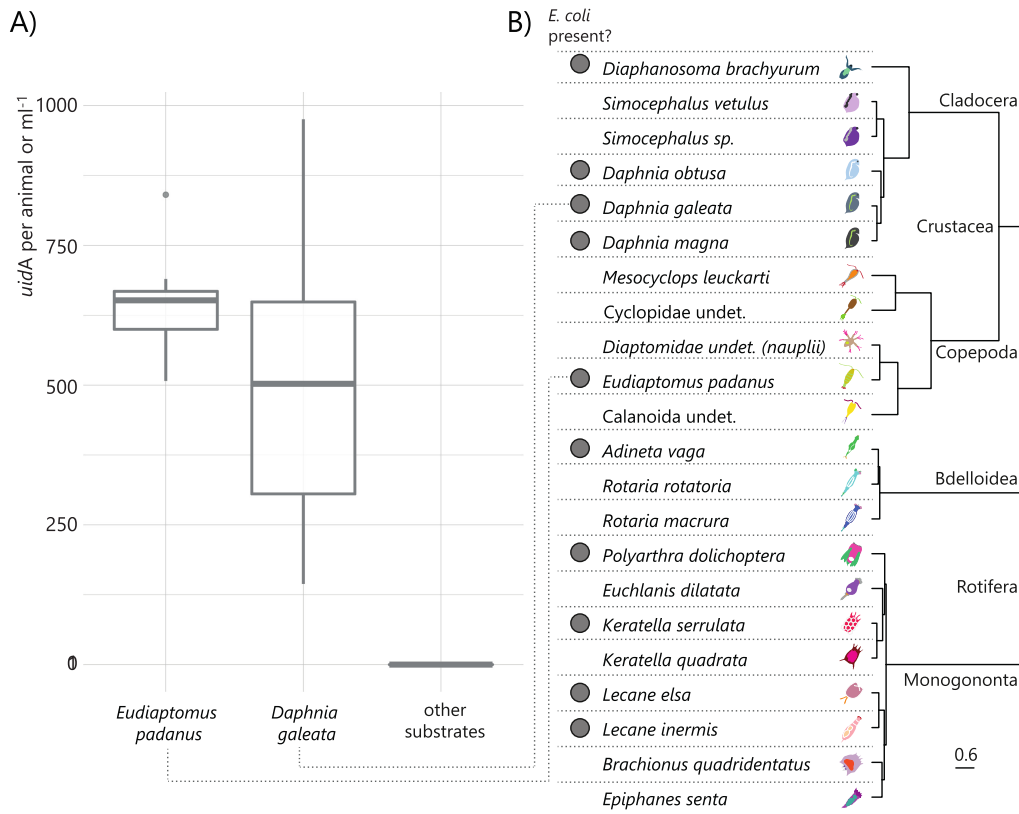 A)
uidA per animal or ml-1
1000
750
500
250
0
Eudiaptomus
padanus
Daphnia
galeata
other
substrates
B)
E. coli
present?
Diaphanosoma brachyurum
Simocephalus vetulus
Simocephalus sp.
Daphnia obtusa
Daphnia galeata
Daphnia magna
Mesocyclops leuckarti
Cyclopidae undet.
Diaptomidae undet. (nauplii)
Eudiaptomus padanus
Calanoida undet.
Adineta vaga
Rotaria rotatoria
Rotaria macrura
Polyarthra dolichoptera
Euchlanis dilatata
Keratella serrulata
Keratella quadrata
Lecane elsa
Lecane inermis
Brachionus quadridentatus
Epiphanes senta
Cladocera
Crustacea
Copepoda
Bdelloidea
Rotifera
Monogononta
0.6